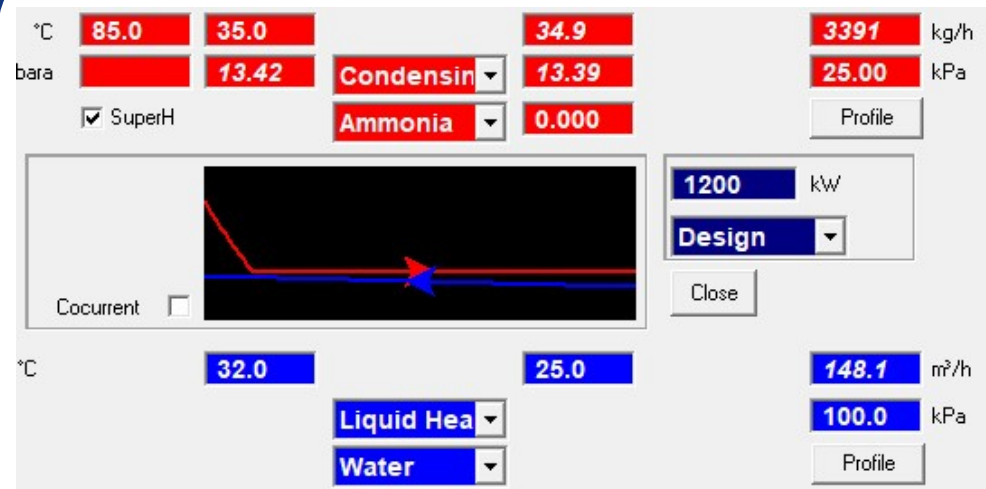 °C 85.0 35.0 34.9 3391 kg/h
bara 13.42 Condensin 13.39 25.00 kPa
SuperH Ammonia 0.000 Profile
1200 kW
Design
Cocurrent Close
°C 32.0 25.0 148.1 m³/h
Liquid Hea 100.0 kPa
Water Profile